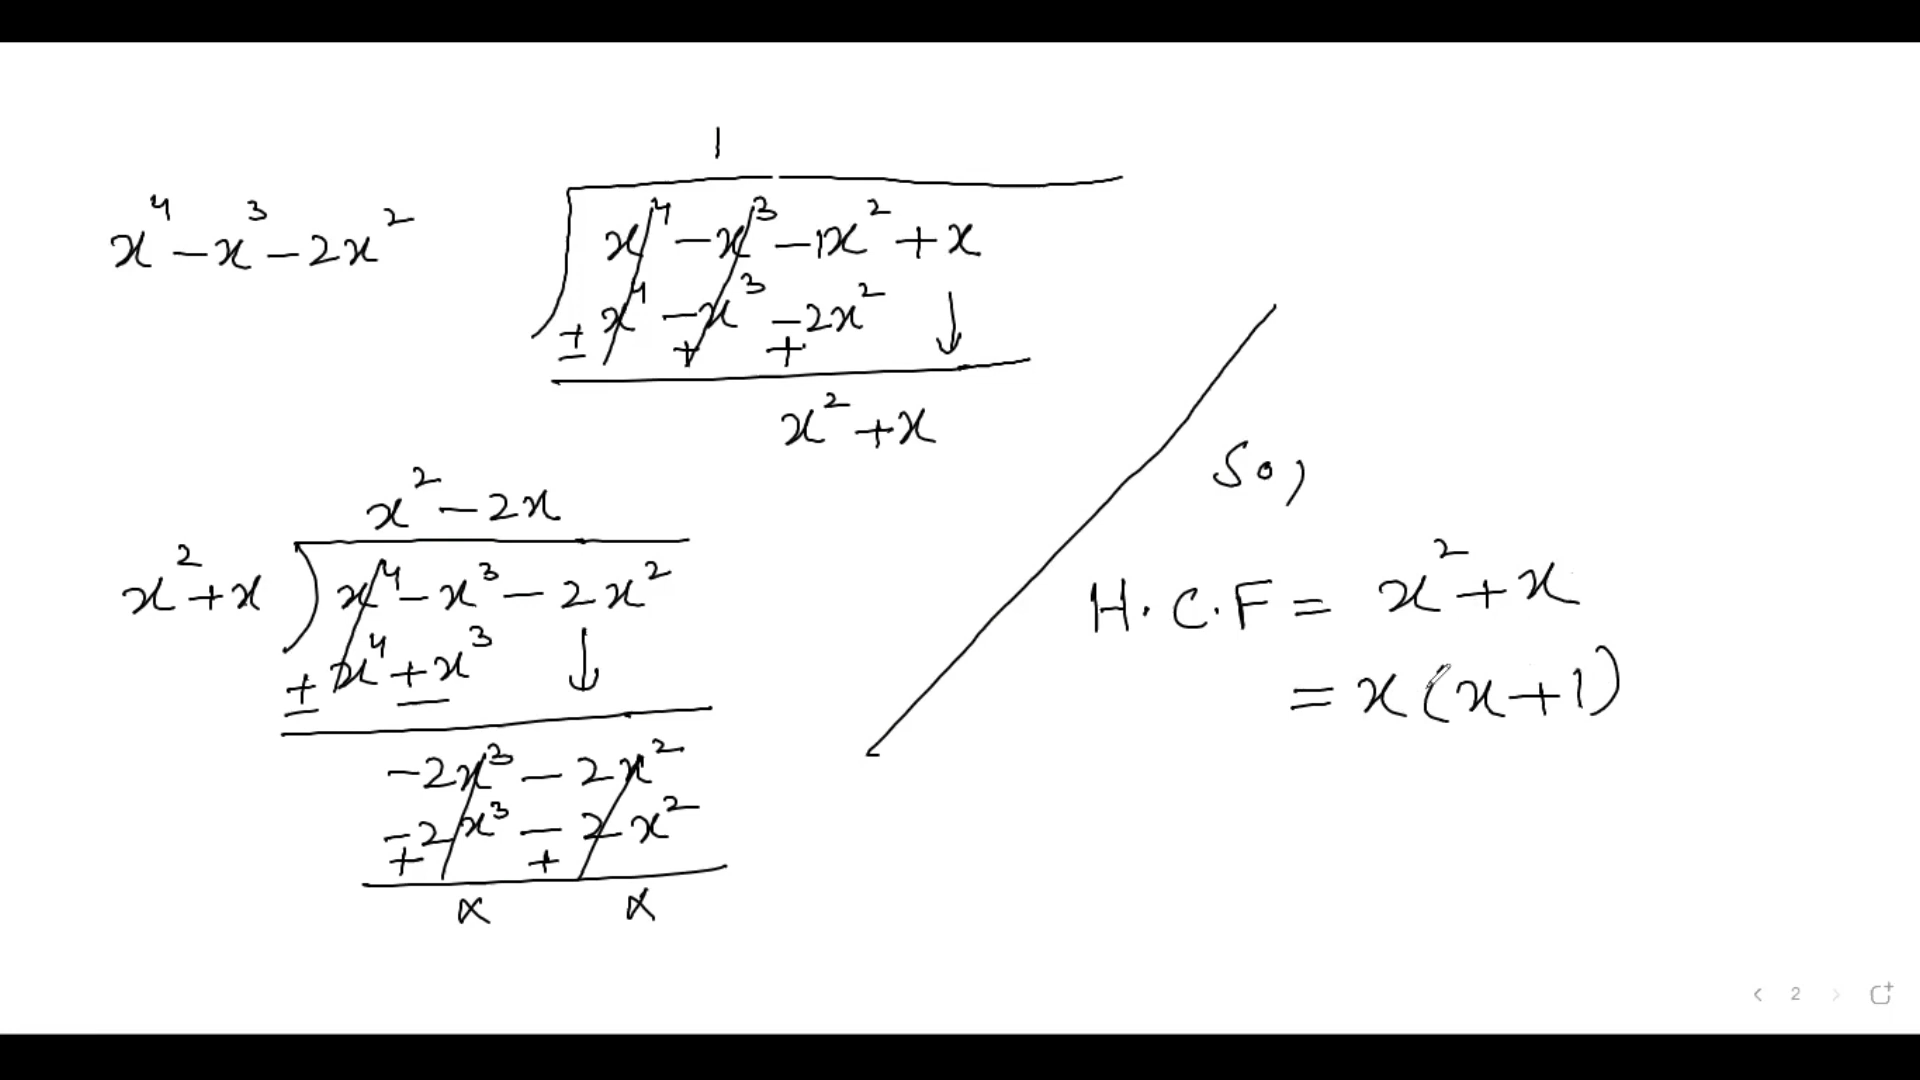 1
x⁴ - x³ - 2x² ) x⁴ - x³ - 1x² + x
± x⁴ - x³ - 2x² ↓
+ +
x² + x
x² - 2x
x² + x ) x⁴ - x³ - 2x²
± x⁴ + x³ ↓
-
-2x³ - 2x²
-2x³ - 2x²
+ +
x x
So,
H.C.F = x² + x
= x(x+1)
< 2 >